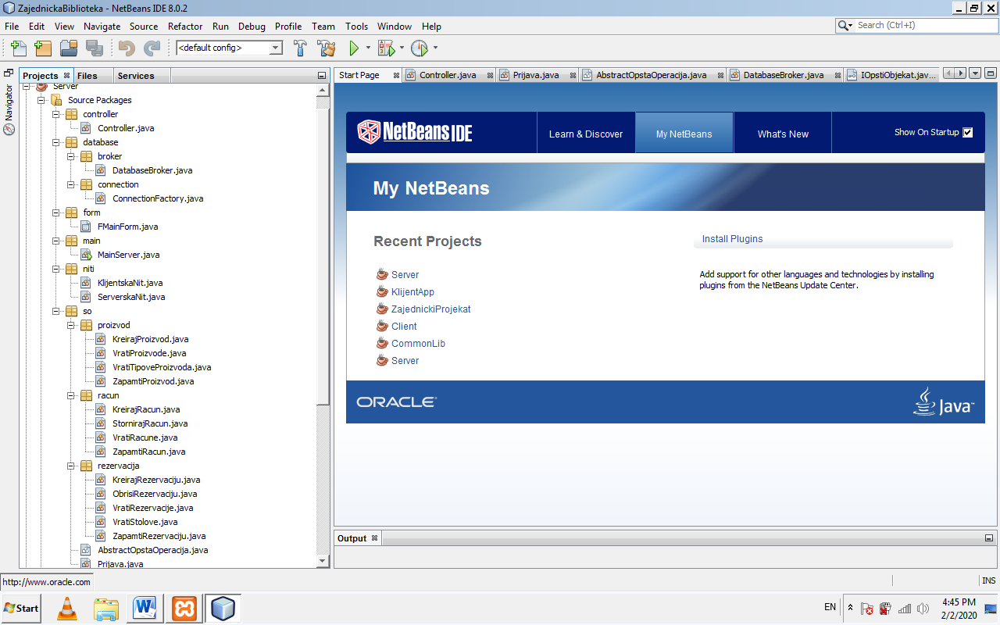 ZajednickaBiblioteka - NetBeans IDE 8.0.2
File Edit View Navigate Source Refactor Run Debug Profile Team Tools Window Help
Search (Ctrl+I)
<default config>
Navigator
Projects Files Services
Server
Source Packages
controller
Controller.java
database
broker
DatabaseBroker.java
connection
ConnectionFactory.java
form
FMainForm.java
main
MainServer.java
niti
KlijentskaNit.java
ServerskaNit.java
so
proizvod
KreirajProizvod.java
VratiProizvode.java
VratiTipoveProizvoda.java
ZapamtiProizvod.java
racun
KreirajRacun.java
StornirajRacun.java
VratiRacune.java
ZapamtiRacun.java
rezervacija
KreirajRezervaciju.java
ObrisiRezervaciju.java
VratiRezervacije.java
VratiStolove.java
ZapamtiRezervaciju.java
AbstractOpstaOperacija.java
Prijava.java
Start Page Controller.java Prijava.java AbstractOpstaOperacija.java DatabaseBroker.java IOpstiObjekat.jav...
NetBeans IDE
Learn & Discover My NetBeans What's New
Show On Startup
My NetBeans
Recent Projects
Server
KlijentApp
ZajednickiProjekat
Client
CommonLib
Server
Install Plugins
Add support for other languages and technologies by installing
plugins from the NetBeans Update Center.
ORACLE
Java
Output
http://www.oracle.com
INS
Start
EN
4:45 PM
2/2/2020